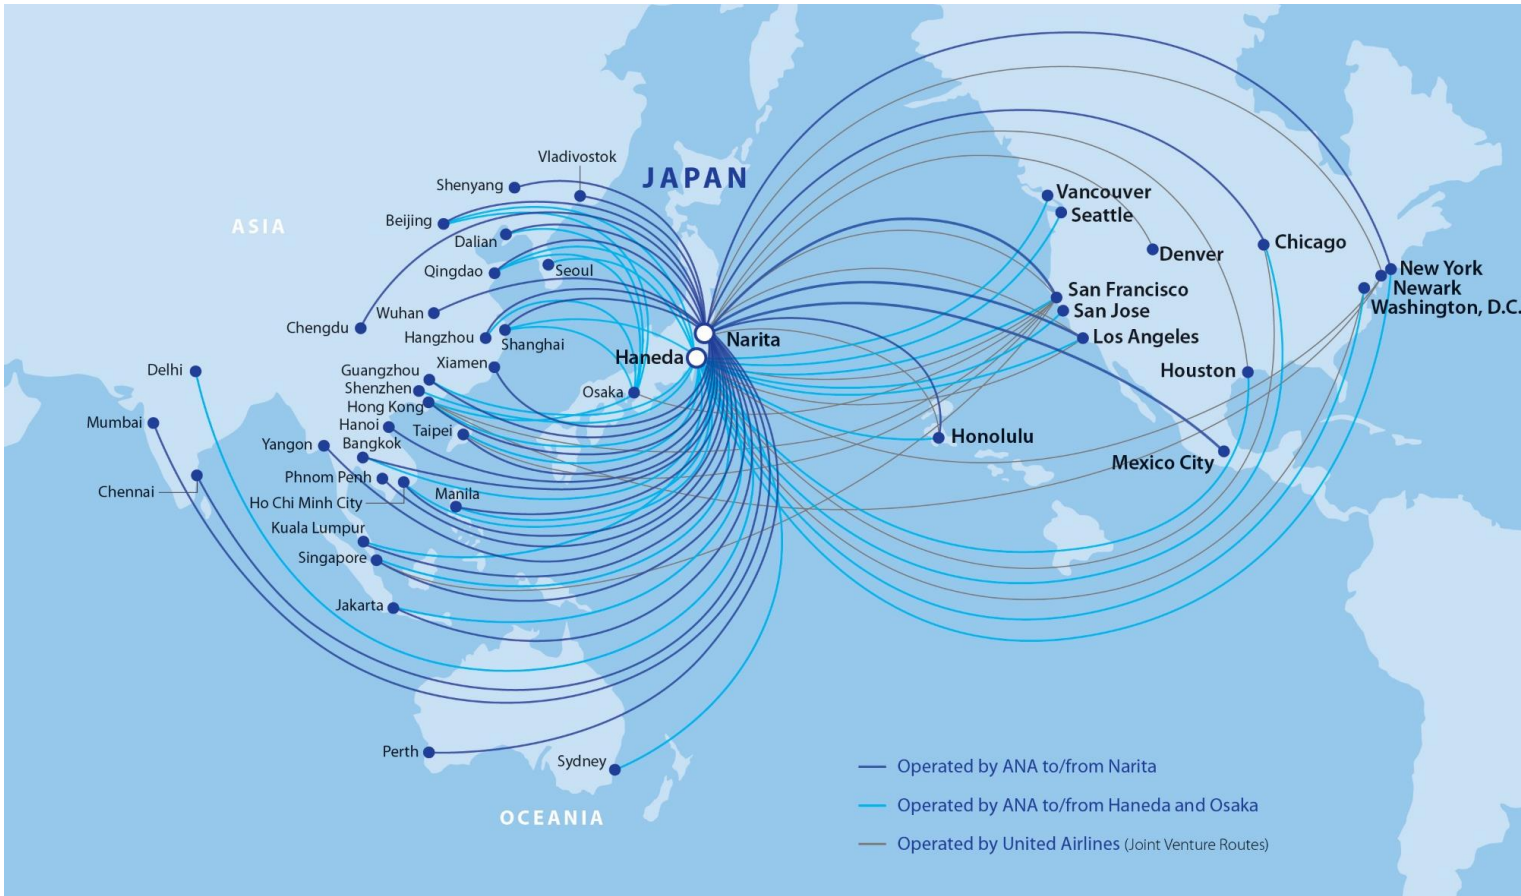 Vladivostok
JAPAN
Shenyang
ASIA
Beijing
Dalian
Qingdao
Seoul
Wuhan
Chengdu
Hangzhou
Shanghai
Narita
Haneda
Xiamen
Delhi
Guangzhou
Shenzhen
Hong Kong
Osaka
Mumbai
Hanoi
Taipei
Yangon
Bangkok
Phnom Penh
Chennai
Ho Chi Minh City
Manila
Kuala Lumpur
Singapore
Jakarta
Perth
Sydney
OCEANIA
Vancouver
Seattle
Denver
Chicago
New York
Newark
Washington, D.C.
San Francisco
San Jose
Los Angeles
Houston
Honolulu
Mexico City
Operated by ANA to/from Narita
Operated by ANA to/from Haneda and Osaka
Operated by United Airlines (Joint Venture Routes)